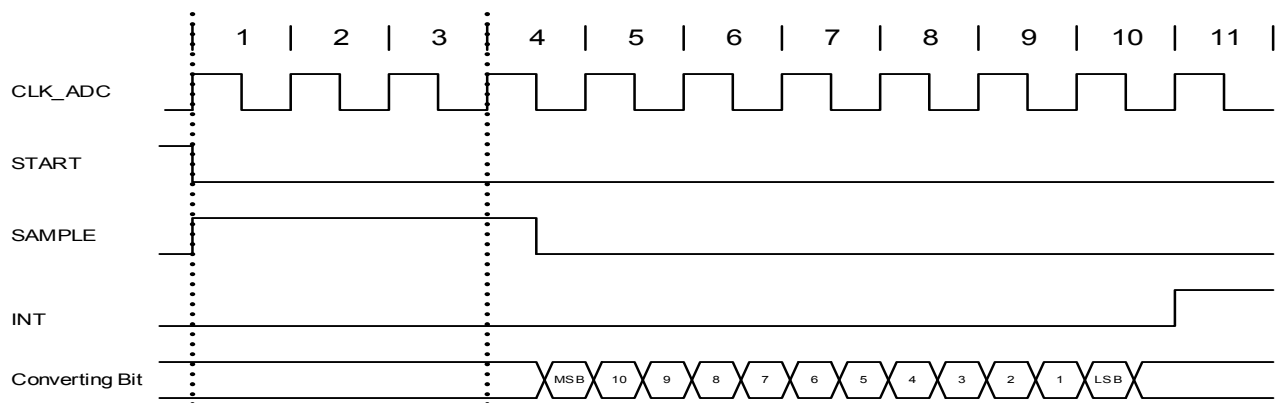 1 | 2 | 3 4 | 5 | 6 | 7 | 8 | 9 | 10 | 11 |
CLK_ADC
START
SAMPLE
INT
Converting Bit MSB 10 9 8 7 6 5 4 3 2 1 LSB